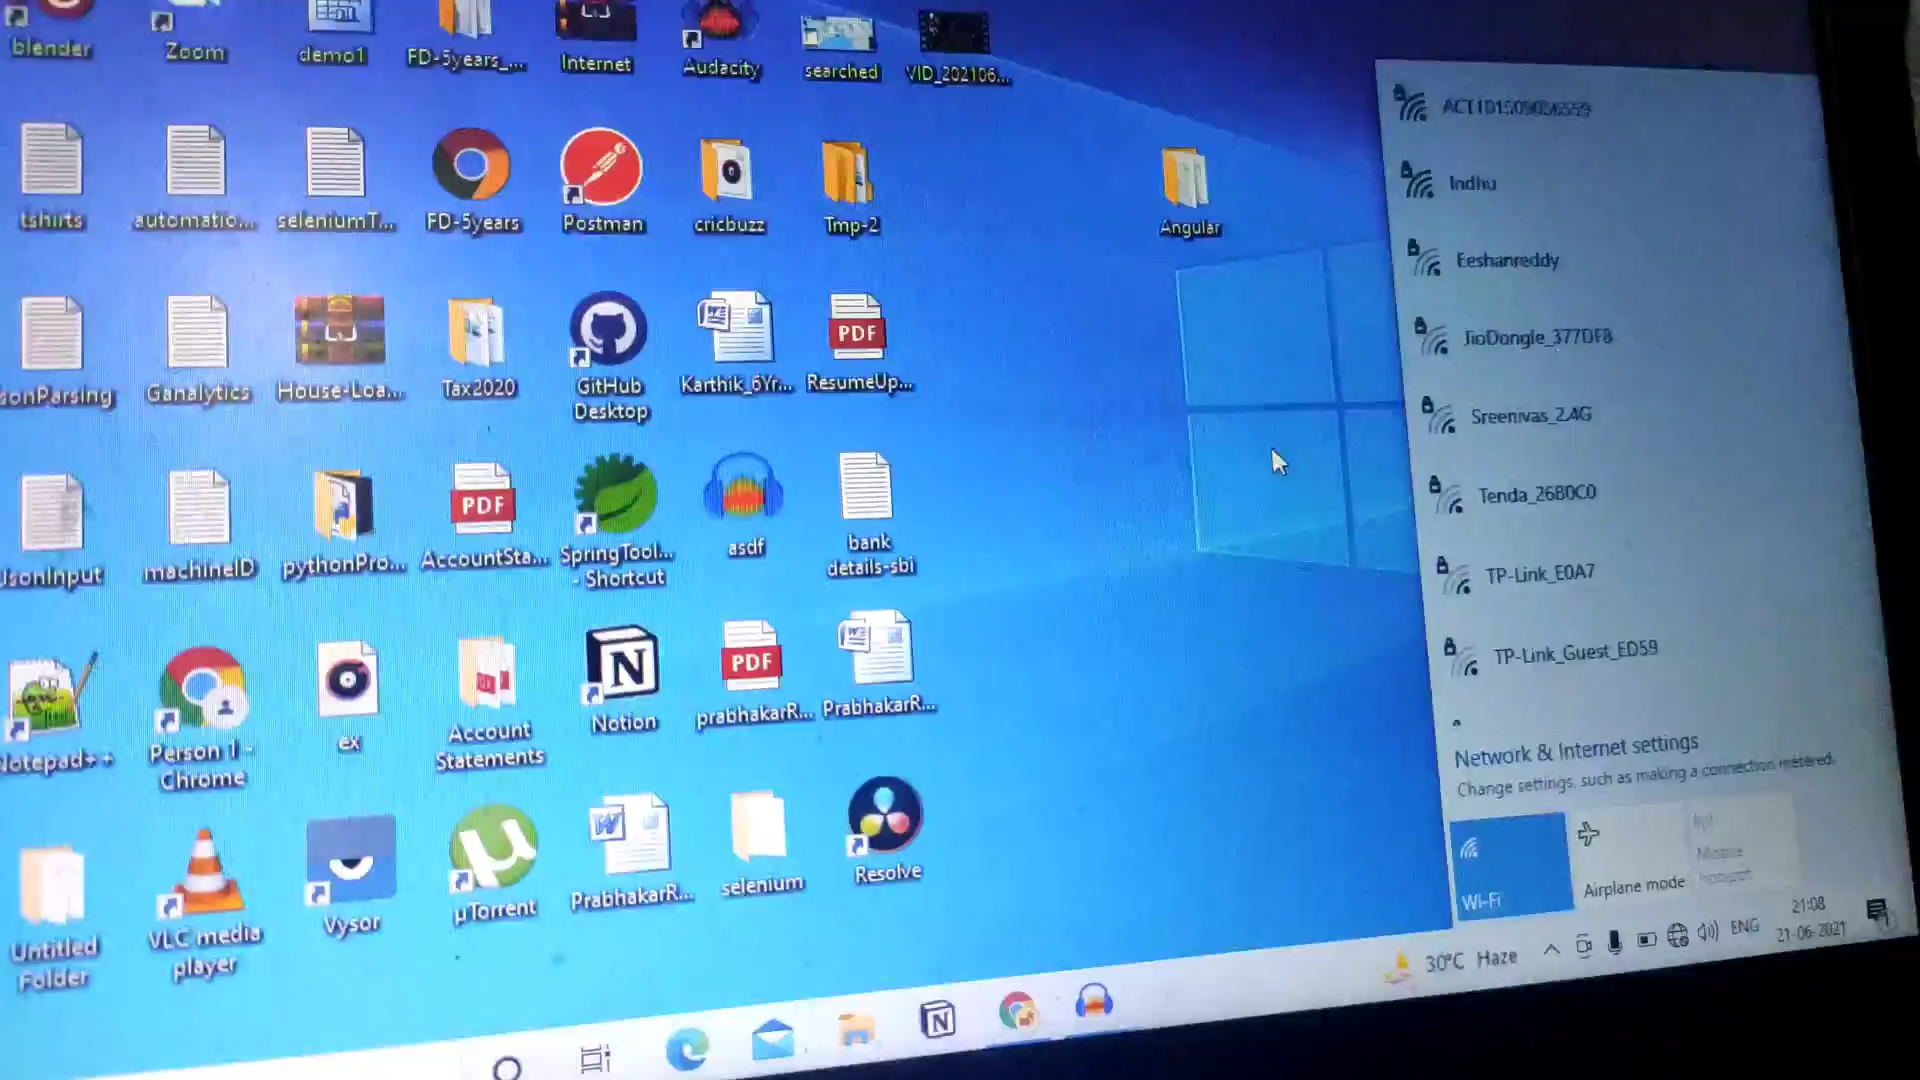 blender
Zoom
demo1
FD-5years_...
Internet
Audacity
searched
VID_202106...
tshirts
automatio...
seleniumT...
FD-5years
Postman
cricbuzz
Tmp-2
Angular
sonParsing
Ganalytics
House-Loa...
Tax2020
GitHub
Desktop
Karthik_6Yr...
PDF
ResumeUp...
JsonInput
machineID
pythonPro...
PDF
AccountSta...
SpringTool...
- Shortcut
asdf
bank
details-sbi
Notepad++
Person 1 -
Chrome
ex
Account
Statements
N
Notion
PDF
prabhakarR...
PrabhakarR...
Untitled
Folder
VLC media
player
Vysor
µ
µTorrent
W
PrabhakarR...
selenium
Resolve
Indhu
Eeshanreddy
JioDongle_377DF8
Sreenivas_2.4G
Tenda_26B0C0
TP-Link_E0A7
TP-Link_Guest_ED59
Network & Internet settings
Change settings, such as making a connection metered.
Wi-Fi
Airplane mode
Mobile
hotspot
30°C Haze
ENG
21:08
21-06-2021
N